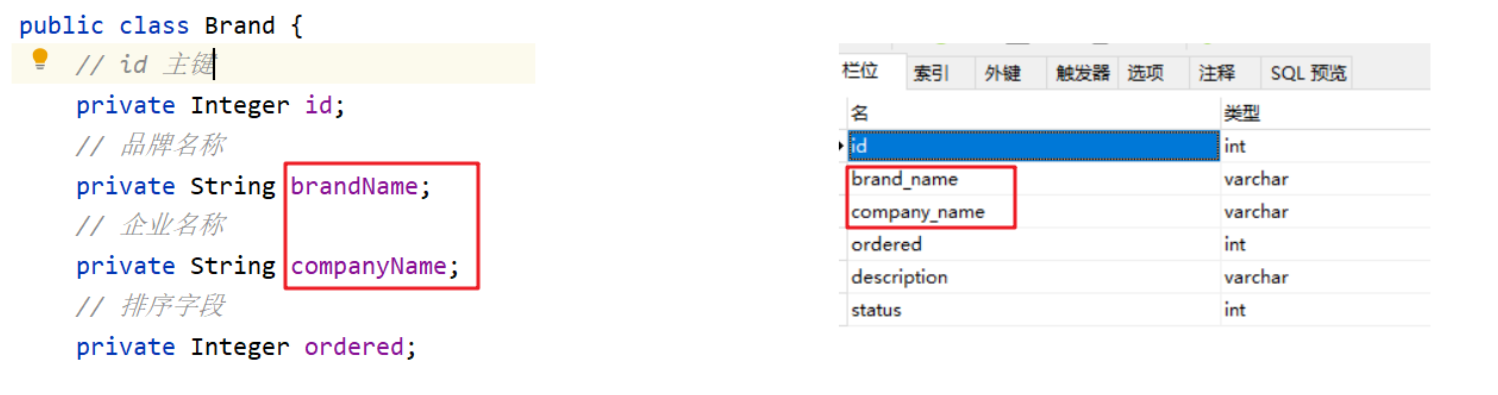 public class Brand {
// id 主键
private Integer id;
// 品牌名称
private String brandName;
// 企业名称
private String companyName;
// 排序字段
private Integer ordered;
栏位 索引 外键 触发器 选项 注释 SQL 预览
名 类型
id int
brand_name varchar
company_name varchar
ordered int
description varchar
status int